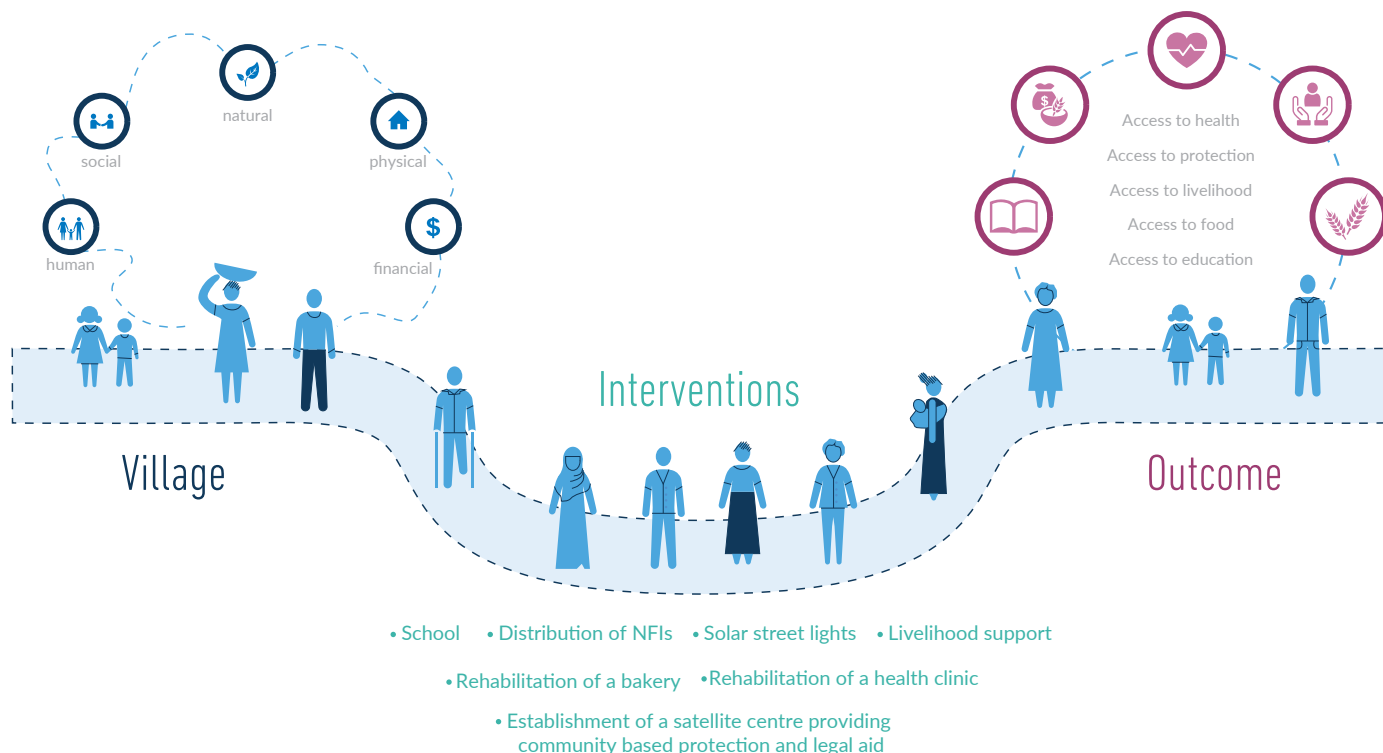 natural
social
physical
human
financial
$
$
Access to health
Access to protection
Access to livelihood
Access to food
Access to education
Interventions
Village
Outcome
• School • Distribution of NFIs • Solar street lights • Livelihood support
• Rehabilitation of a bakery • Rehabilitation of a health clinic
• Establishment of a satellite centre providing
community based protection and legal aid